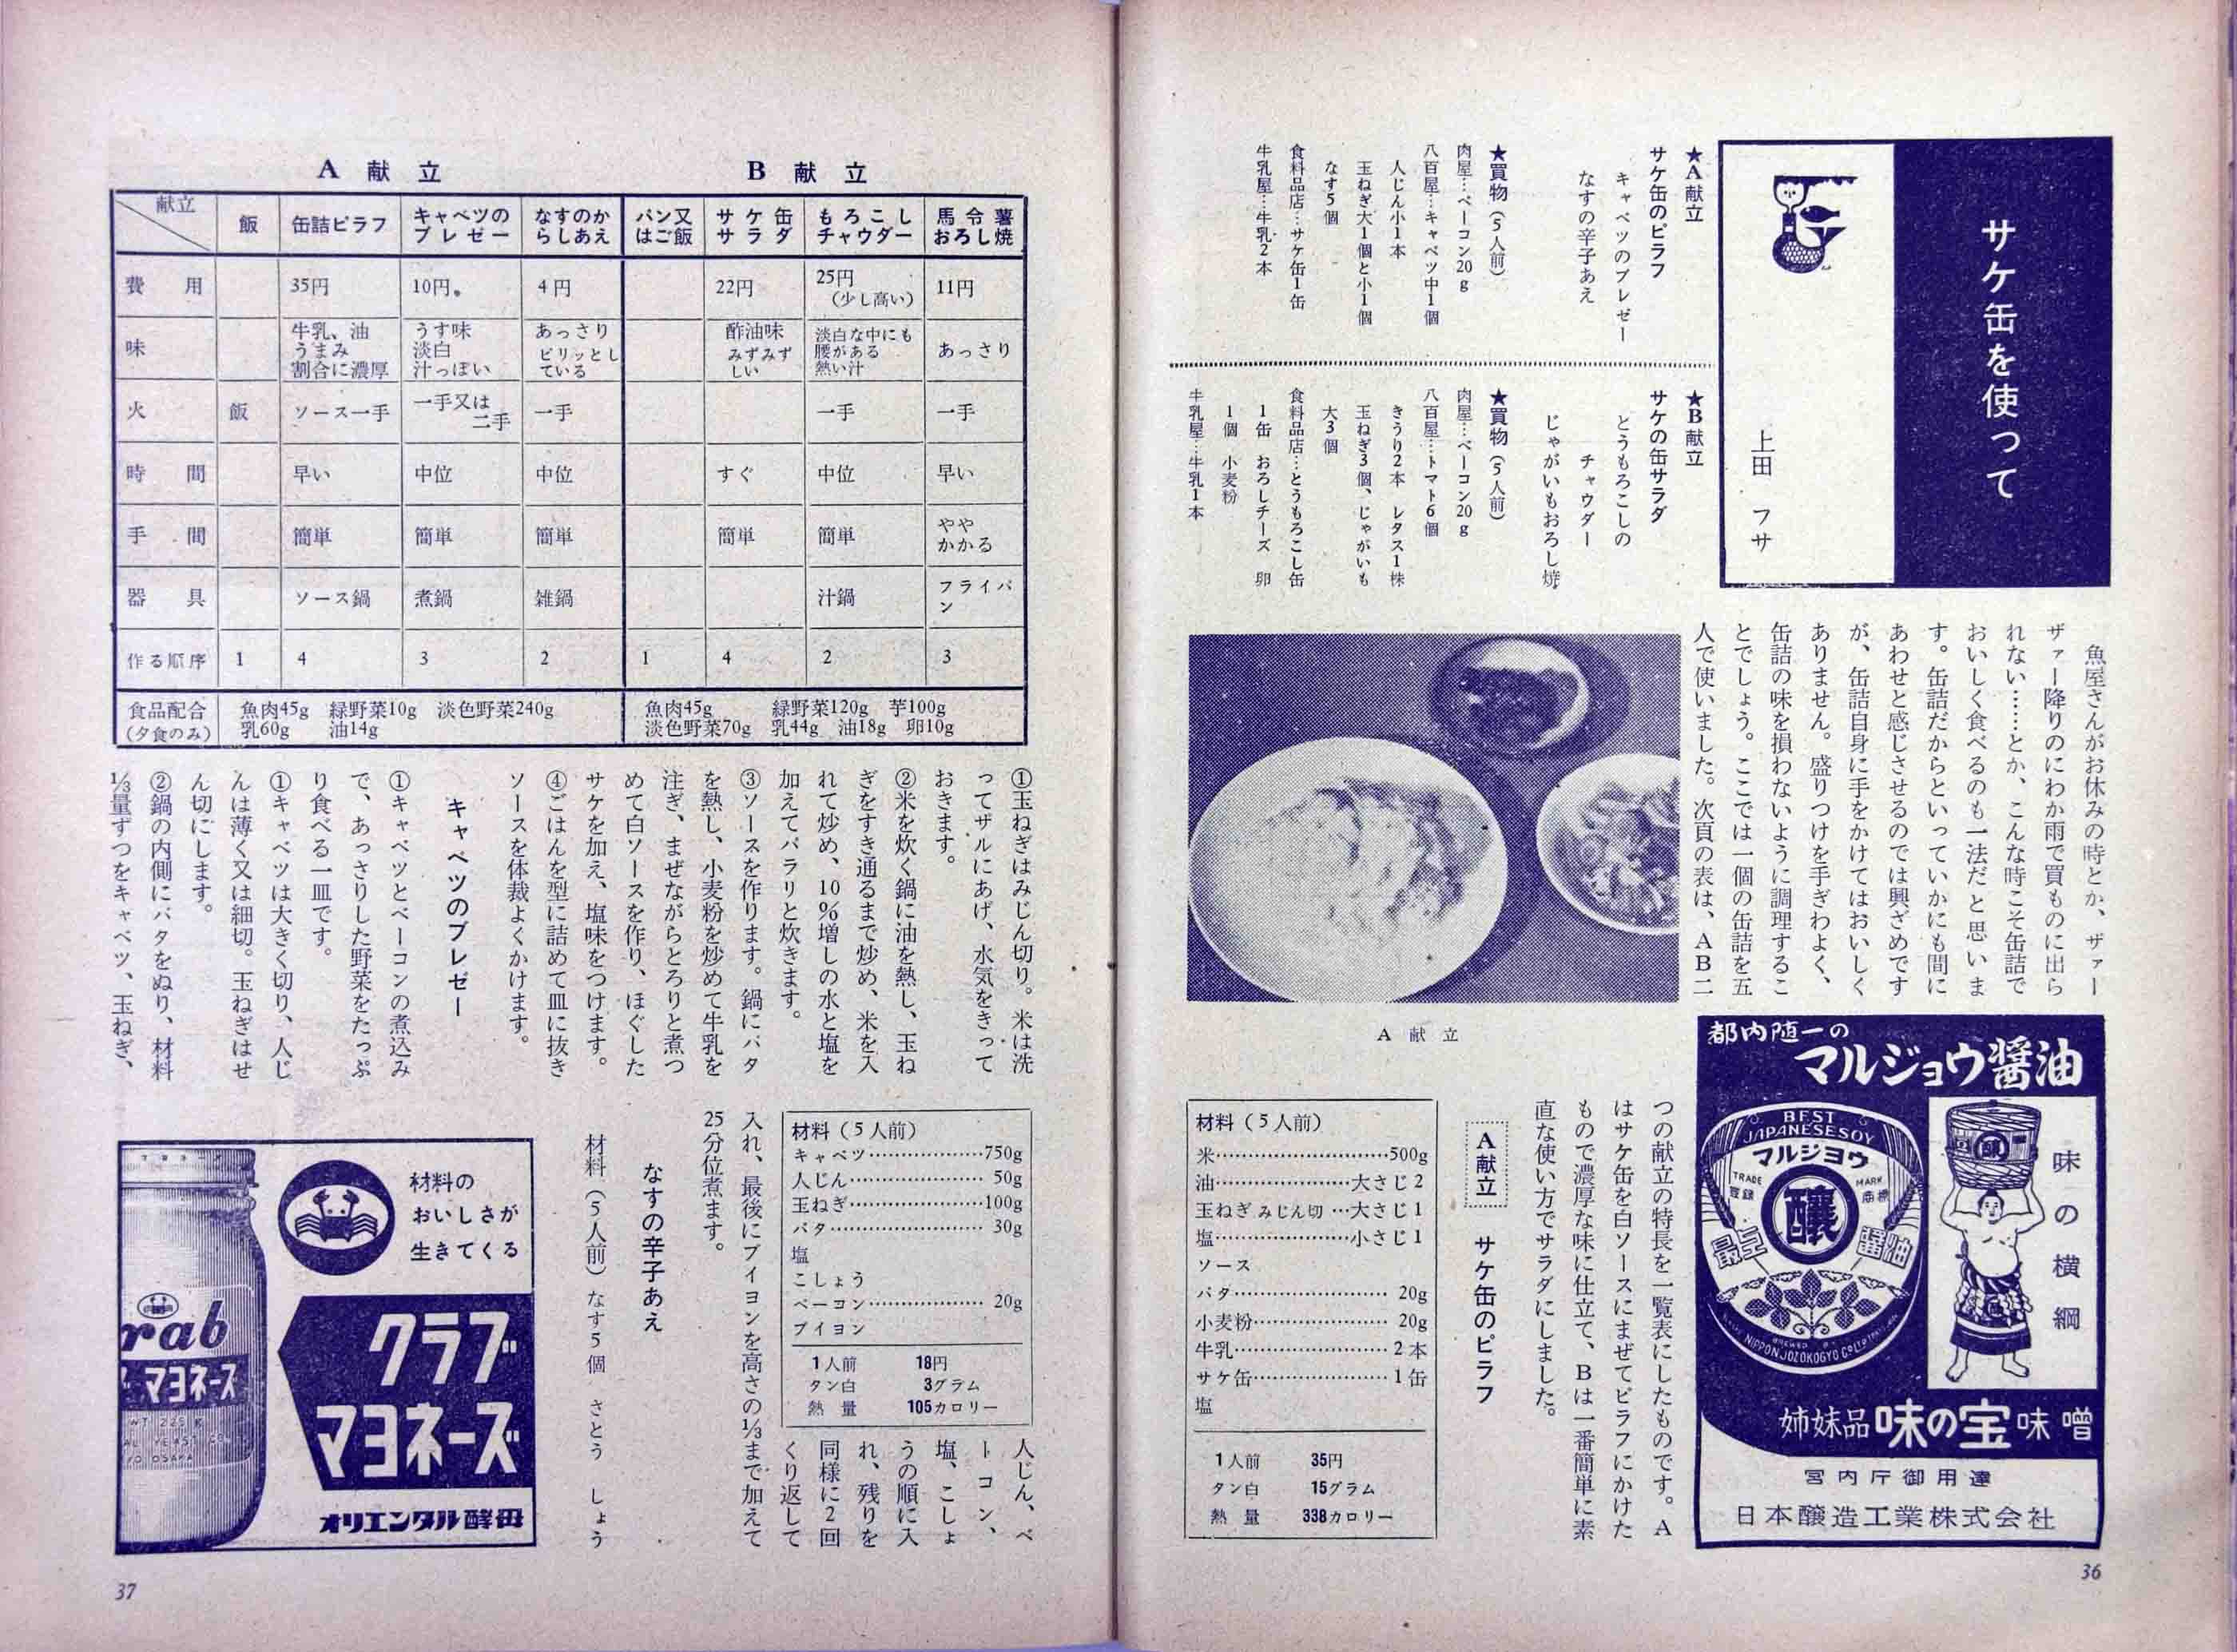 サケ缶を使って
上田 フサ
★A献立
サケ缶のピラフ
キャベツのブレゼー
なすの辛子あえ
★買物（5人前）
肉屋…ベーコン20g
八百屋…キャベツ中1個
人じん小1本
玉ねぎ大1個と小1個
なす5個
食料品店…サケ缶1缶
牛乳屋…牛乳2本
★B献立
サケの缶サラダ
とうもろこしの
チャウダー
じゃがいもおろし焼
★買物（5人前）
肉屋…ベーコン20g
八百屋…トマト6個
きうり2本 レタス1株
玉ねぎ3個、じゃがいも
大3個
食料品店…とうもろこし缶
1缶 おろしチーズ 卵
1個 小麦粉
牛乳屋…牛乳1本
魚屋さんがお休みの時とか、ザァー
ザァー降りのにわか雨で買ものに出ら
れない……とか、こんな時こそ缶詰で
おいしく食べるのも一法だと思いま
す。缶詰だからといっていかにも間に
あわせと感じさせるのでは興ざめです
が、缶詰自身に手をかけてはおいしく
ありません。盛りつけを手ぎわよく、
缶詰の味を損わないように調理するこ
とでしょう。ここでは一個の缶詰を五
人で使いました。次頁の表は、AB二
A 献 立
つの献立の特長を一覧表にしたものです。A
はサケ缶を白ソースにまぜてピラフにかけた
もので濃厚な味に仕立て、Bは一番簡単に素
直な使い方でサラダにしました。
A献立 サケ缶のピラフ
材料（5人前）
米…………500g
油…………大さじ2
玉ねぎ みじん切…大さじ1
塩…………小さじ1
ソース
バタ…………20g
小麦粉…………20g
牛乳…………2本
サケ缶…………1缶
塩
1人前 35円
タン白 15グラム
熱 量 338カロリー
都内随一の
マルジョウ醤油
BEST
JAPANESE SOY
マルジヨウ
TRADE MARK
登録 商標
醸
最上 醤油
BREWED BY
NIPPON JOZOKOGYO CO LTD
味の横綱
姉妹品 味の宝 味噌
宮内庁御用達
日本醸造工業株式会社
36
A 献 立
B 献 立
献立 飯 缶詰ピラフ キャベツのブレゼー なすのからしあえ パン又はご飯 サケ缶サラダ もろこしチャウダー 馬令薯おろし焼
費用 35円 10円。 4円 22円 25円（少し高い） 11円
味 牛乳、油うまみ割合に濃厚 うす味淡白汁っぽい あっさりピリッとしている 酢油味みずみずしい 淡白な中にも腰がある熱い汁 あっさり
火 飯 ソース一手 一手又は二手 一手 一手 一手
時間 早い 中位 中位 すぐ 中位 早い
手間 簡単 簡単 簡単 簡単 簡単 ややかかる
器具 ソース鍋 煮鍋 雑鍋 汁鍋 フライパン
作る順序 1 4 3 2 1 4 2 3
食品配合（夕食のみ） 魚肉45g 緑野菜10g 淡色野菜240g 乳60g 油14g 魚肉45g 緑野菜120g 芋100g 淡色野菜70g 乳44g 油18g 卵10g
①玉ねぎはみじん切り。米は洗
ってザルにあげ、水気をきって
おきます。
②米を炊く鍋に油を熱し、玉ね
ぎをすき通るまで炒め、米を入
れて炒め、10％増しの水と塩を
加えてパラリと炊きます。
③ソースを作ります。鍋にバタ
を熱し、小麦粉を炒めて牛乳を
注ぎ、まぜながらとろりと煮つ
めて白ソースを作り、ほぐした
サケを加え、塩味をつけます。
④ごはんを型に詰めて皿に抜き
ソースを体裁よくかけます。
キャベツのブレゼー
①キャベツとベーコンの煮込み
で、あっさりした野菜をたっぷ
り食べる一皿です。
①キャベツは大きく切り、人じ
んは薄く又は細切。玉ねぎはせ
ん切にします。
②鍋の内側にバタをぬり、材料
⅓量ずつをキャベツ、玉ねぎ、
材料（5人前）
キャベツ…………750g
人じん…………50g
玉ねぎ…………100g
バタ…………30g
塩
こしょう
ベーコン…………20g
ブイヨン
1人前 18円
タン白 3グラム
熱 量 105カロリー
人じん、ベ
トコン、
塩、こしょ
うの順に入
れ、残りを
同様に2回
くり返して
入れ、最後にブイヨンを高さの⅓まで加えて
25分位煮ます。
なすの辛子あえ
材料（5人前）なす5個 さとう しょう
材料の
おいしさが
生きてくる
クラブ
マヨネーズ
オリエンタル酵母
マヨネーズ
rab
マヨネーズ
37